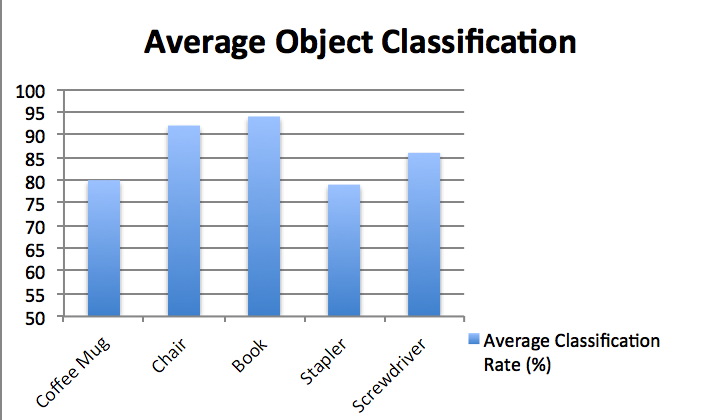 Average Object Classification
100
95
90
85
80
75
70
65
60
55
50
Coffee Mug
Chair
Book
Stapler
Screwdriver
Average Classification
Rate (%)